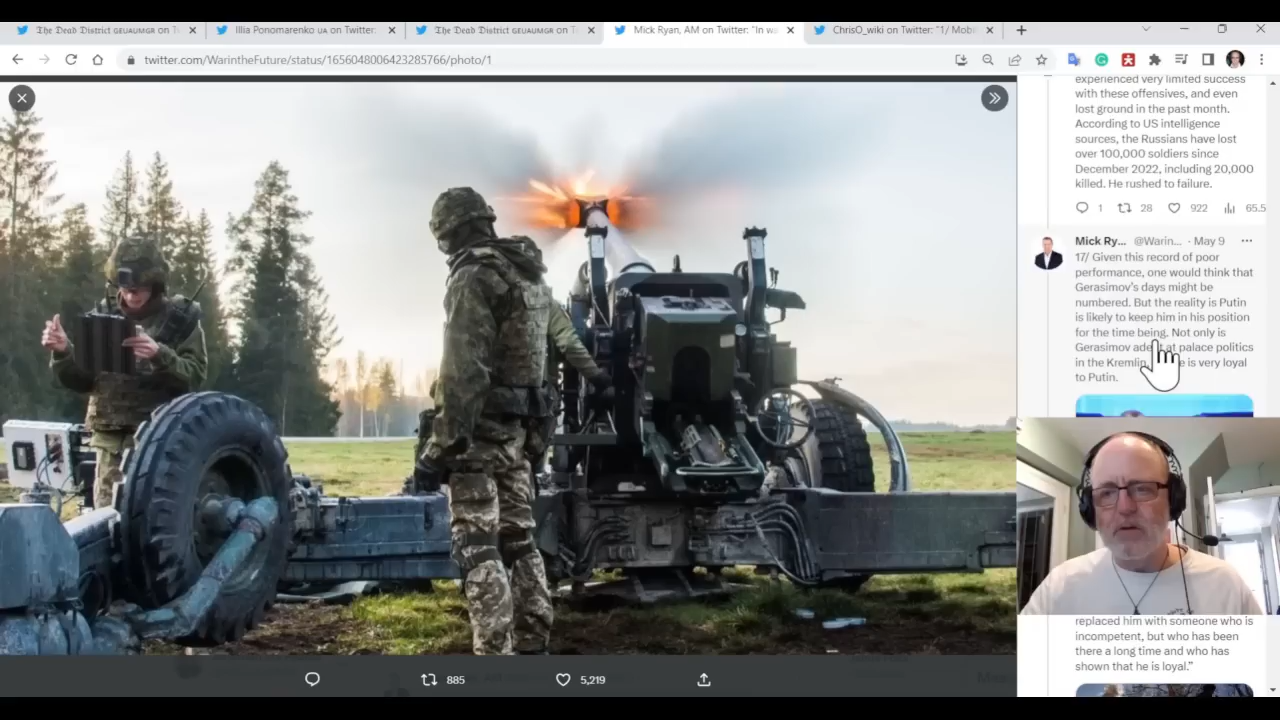 The Dead District GEUAUMGR on T
Illia Ponomarenko UA on Twitter:
The Dead District GEUAUMGR on T
Mick Ryan, AM on Twitter: "In wa
ChrisO_wiki on Twitter: "1/ Mobi
twitter.com/WarintheFuture/status/1656048006423285766/photo/1
experienced very limited success
with these offensives, and even
lost ground in the past month.
According to US intelligence
sources, the Russians have lost
over 100,000 soldiers since
December 2022, including 20,000
killed. He rushed to failure.
1 28 922 65.5
Mick Ry... @Warin... · May 9
17/ Given this record of poor
performance, one would think that
Gerasimov's days might be
numbered. But the reality is Putin
is likely to keep him in his position
for the time being. Not only is
Gerasimov at palace politics
in the Kremlin is very loyal
to Putin.
replaced him with someone who is
incompetent, but who has been
there a long time and who has
shown that he is loyal."
885 5,219